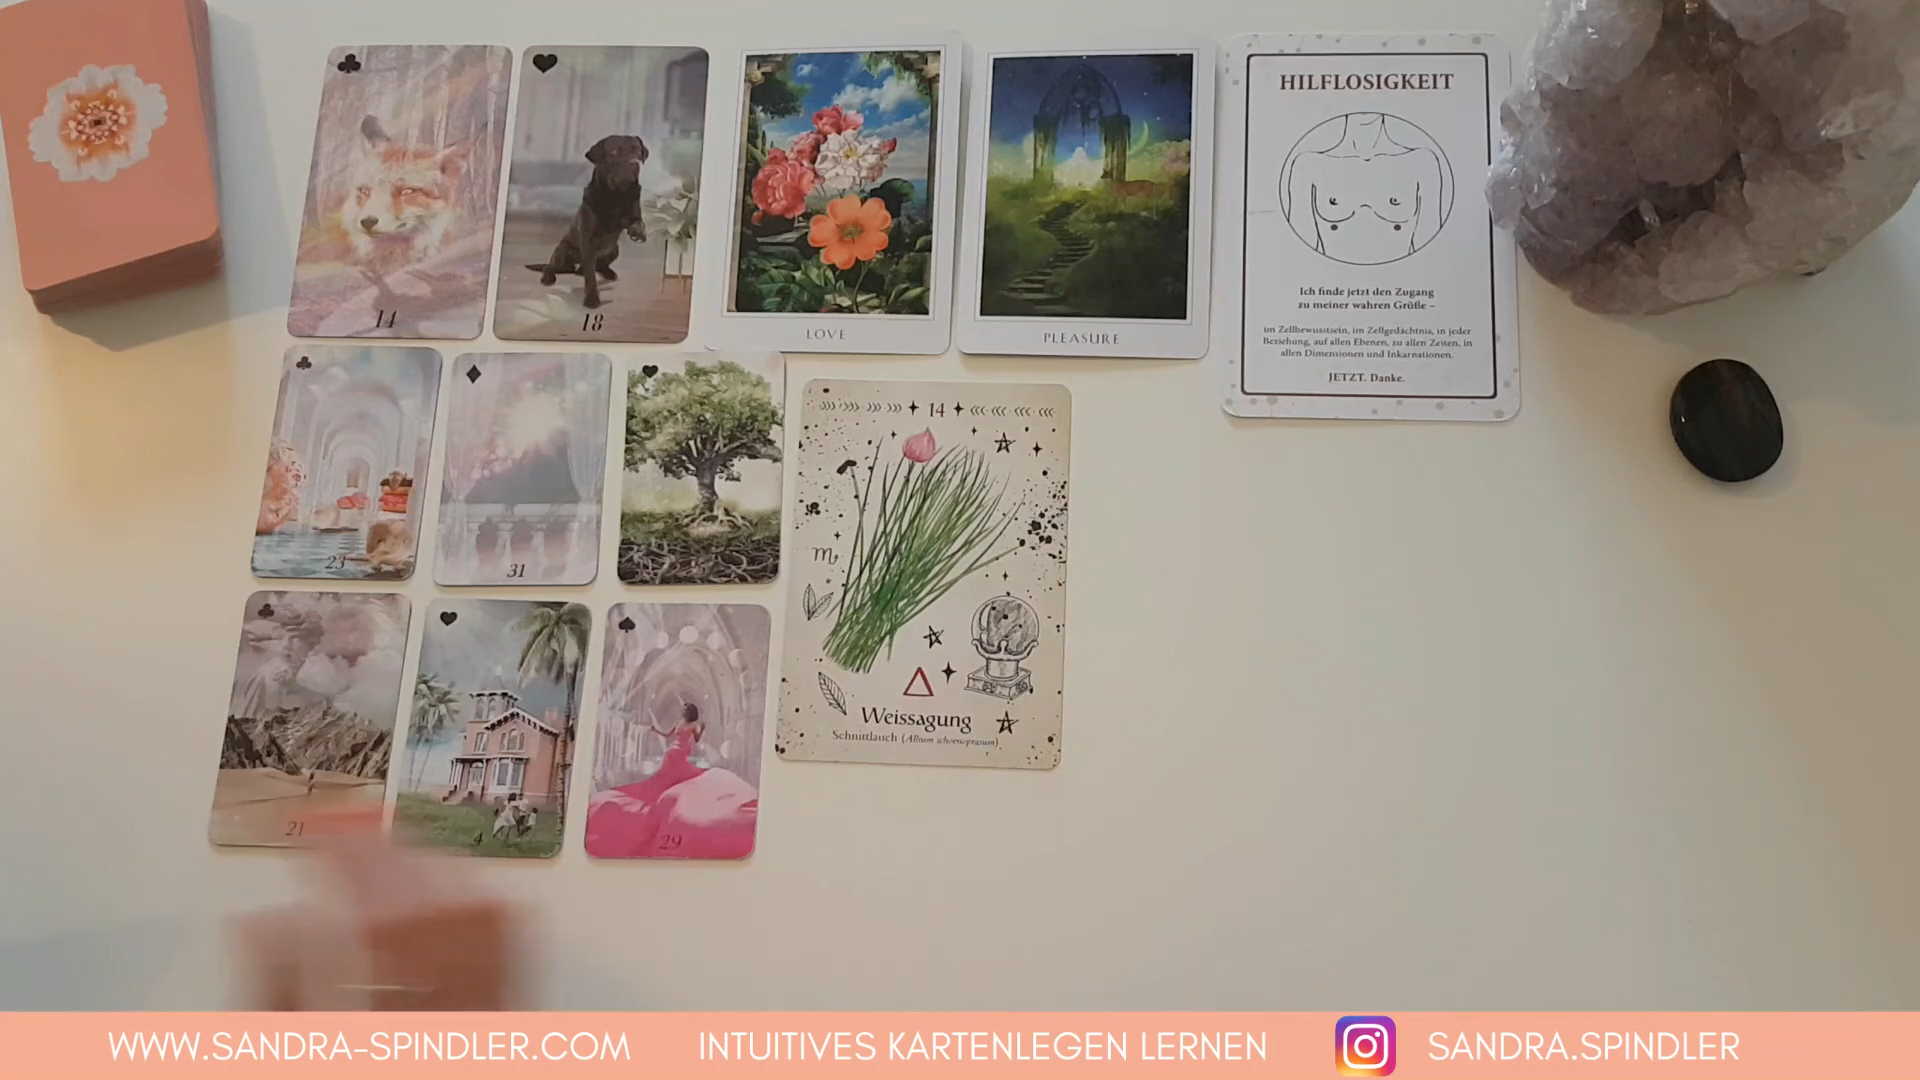 14
18
LOVE
PLEASURE
HILFLOSIGKEIT
Ich finde jetzt den Zugang
zu meiner wahren Größe –
im Zellbewusstsein, im Zellgedächtnis, in jeder
Beziehung, auf allen Ebenen, zu allen Zeiten, in
allen Dimensionen und Inkarnationen.
JETZT. Danke.
23
31
14
Weissagung
Schnittlauch (Allium schoenoprasum)
21
4
29
WWW.SANDRA-SPINDLER.COM
INTUITIVES KARTENLEGEN LERNEN
SANDRA.SPINDLER